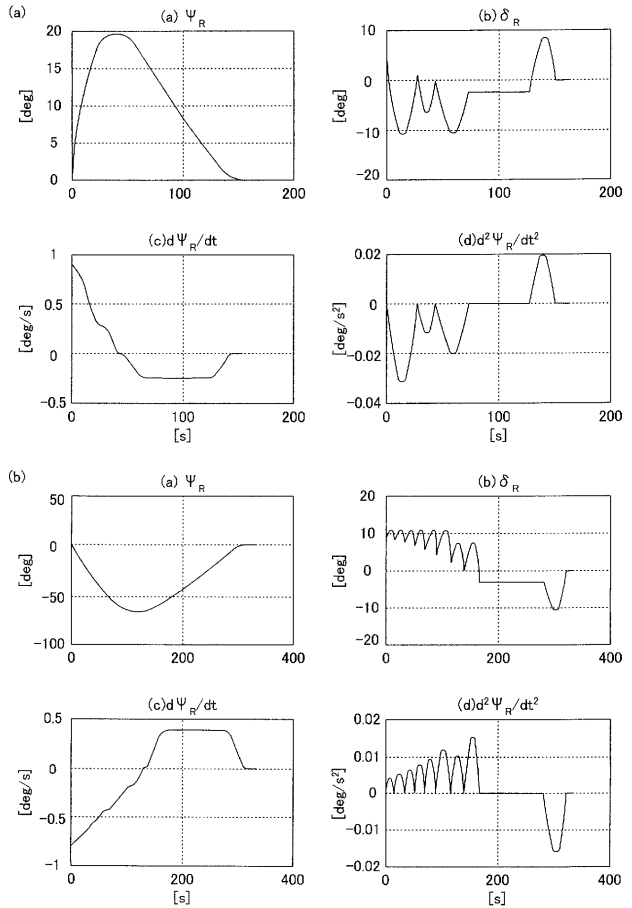 (a)
(a) Ψ_R
(b) δ_R
[deg]
20
15
10
5
0
0
100
200
[deg]
10
0
-10
-20
0
100
200
(c)dΨ_R/dt
(d)d²Ψ_R/dt²
[deg/s]
1
0.5
0
-0.5
0
100
200
[s]
[deg/s²]
0.02
0
-0.02
-0.04
0
100
200
[s]
(b)
(a) Ψ_R
(b) δ_R
[deg]
50
0
-50
-100
0
200
400
[deg]
20
10
0
-10
-20
0
200
400
(c)dΨ_R/dt
(d)d²Ψ_R/dt²
[deg/s]
0.5
0
-0.5
-1
0
200
400
[s]
[deg/s²]
0.02
0.01
0
-0.01
-0.02
0
200
400
[s]